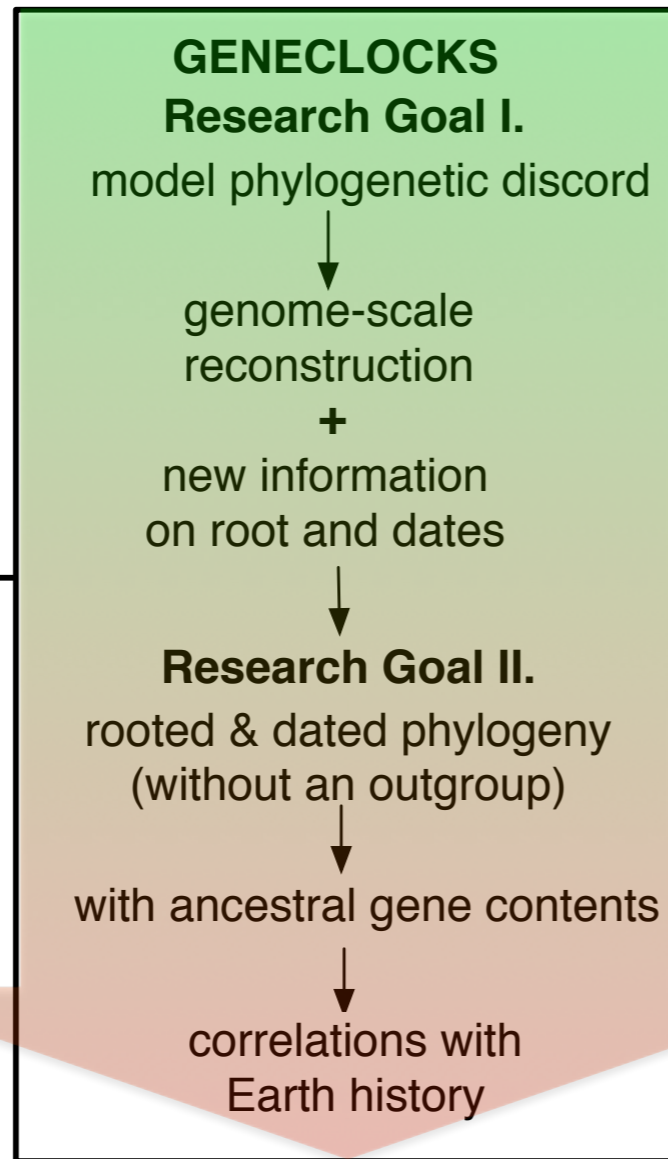 GENECLOCKS
Research Goal I.
model phylogenetic discord
genome-scale
reconstruction
+
new information
on root and dates
Research Goal II.
rooted & dated phylogeny
(without an outgroup)
with ancestral gene contents
correlations with
Earth history